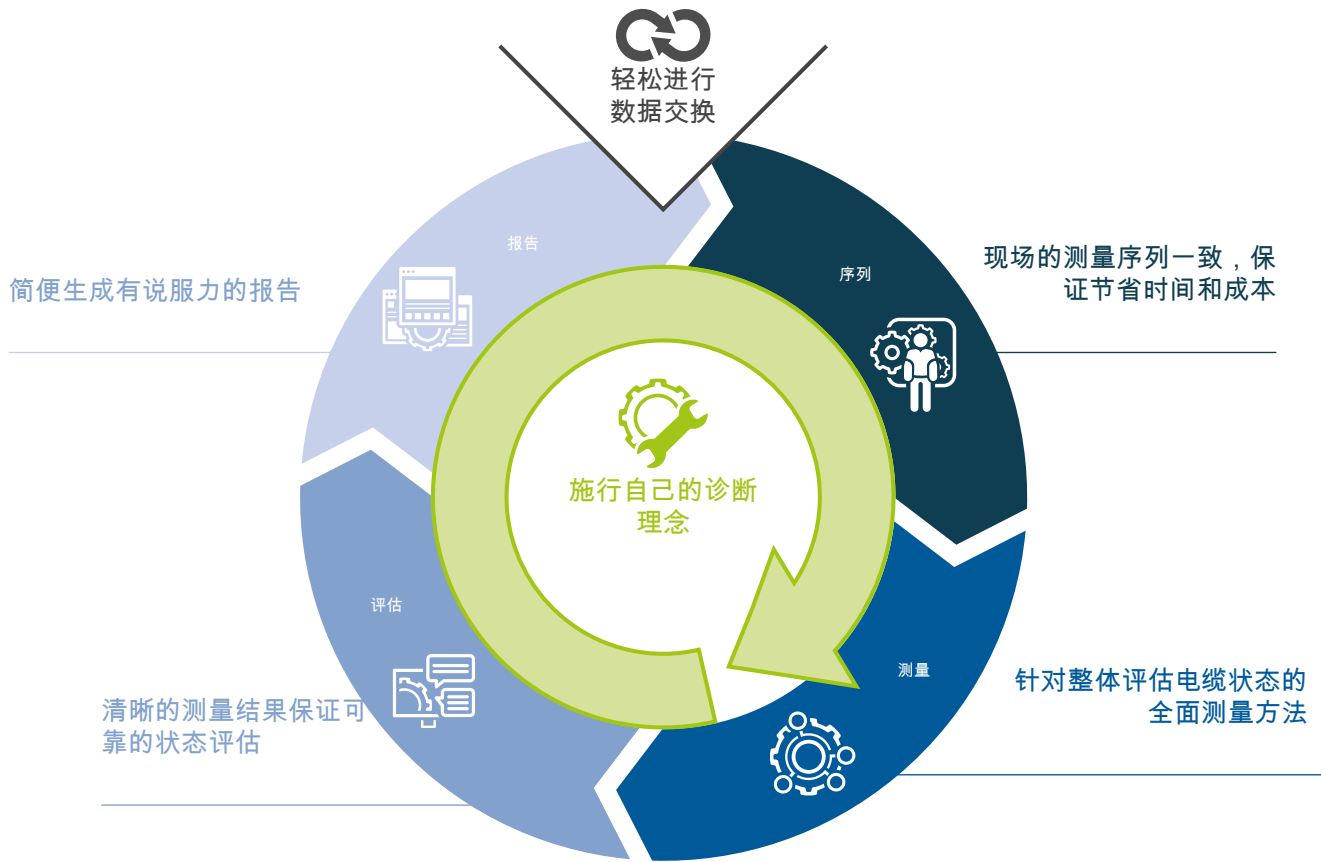 轻松进行
数据交换
报告
简便生成有说服力的报告
序列
现场的测量序列一致，保
证节省时间和成本
施行自己的诊断
理念
评估
清晰的测量结果保证可
靠的状态评估
测量
针对整体评估电缆状态的
全面测量方法